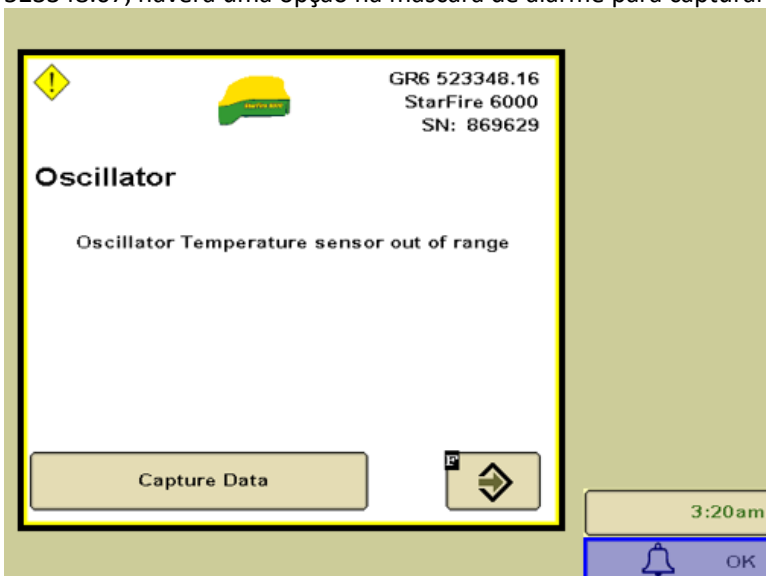 GR6 523348.16
StarFire 6000
SN: 869629
Oscillator
Oscillator Temperature sensor out of range
Capture Data
F
3:20am
OK